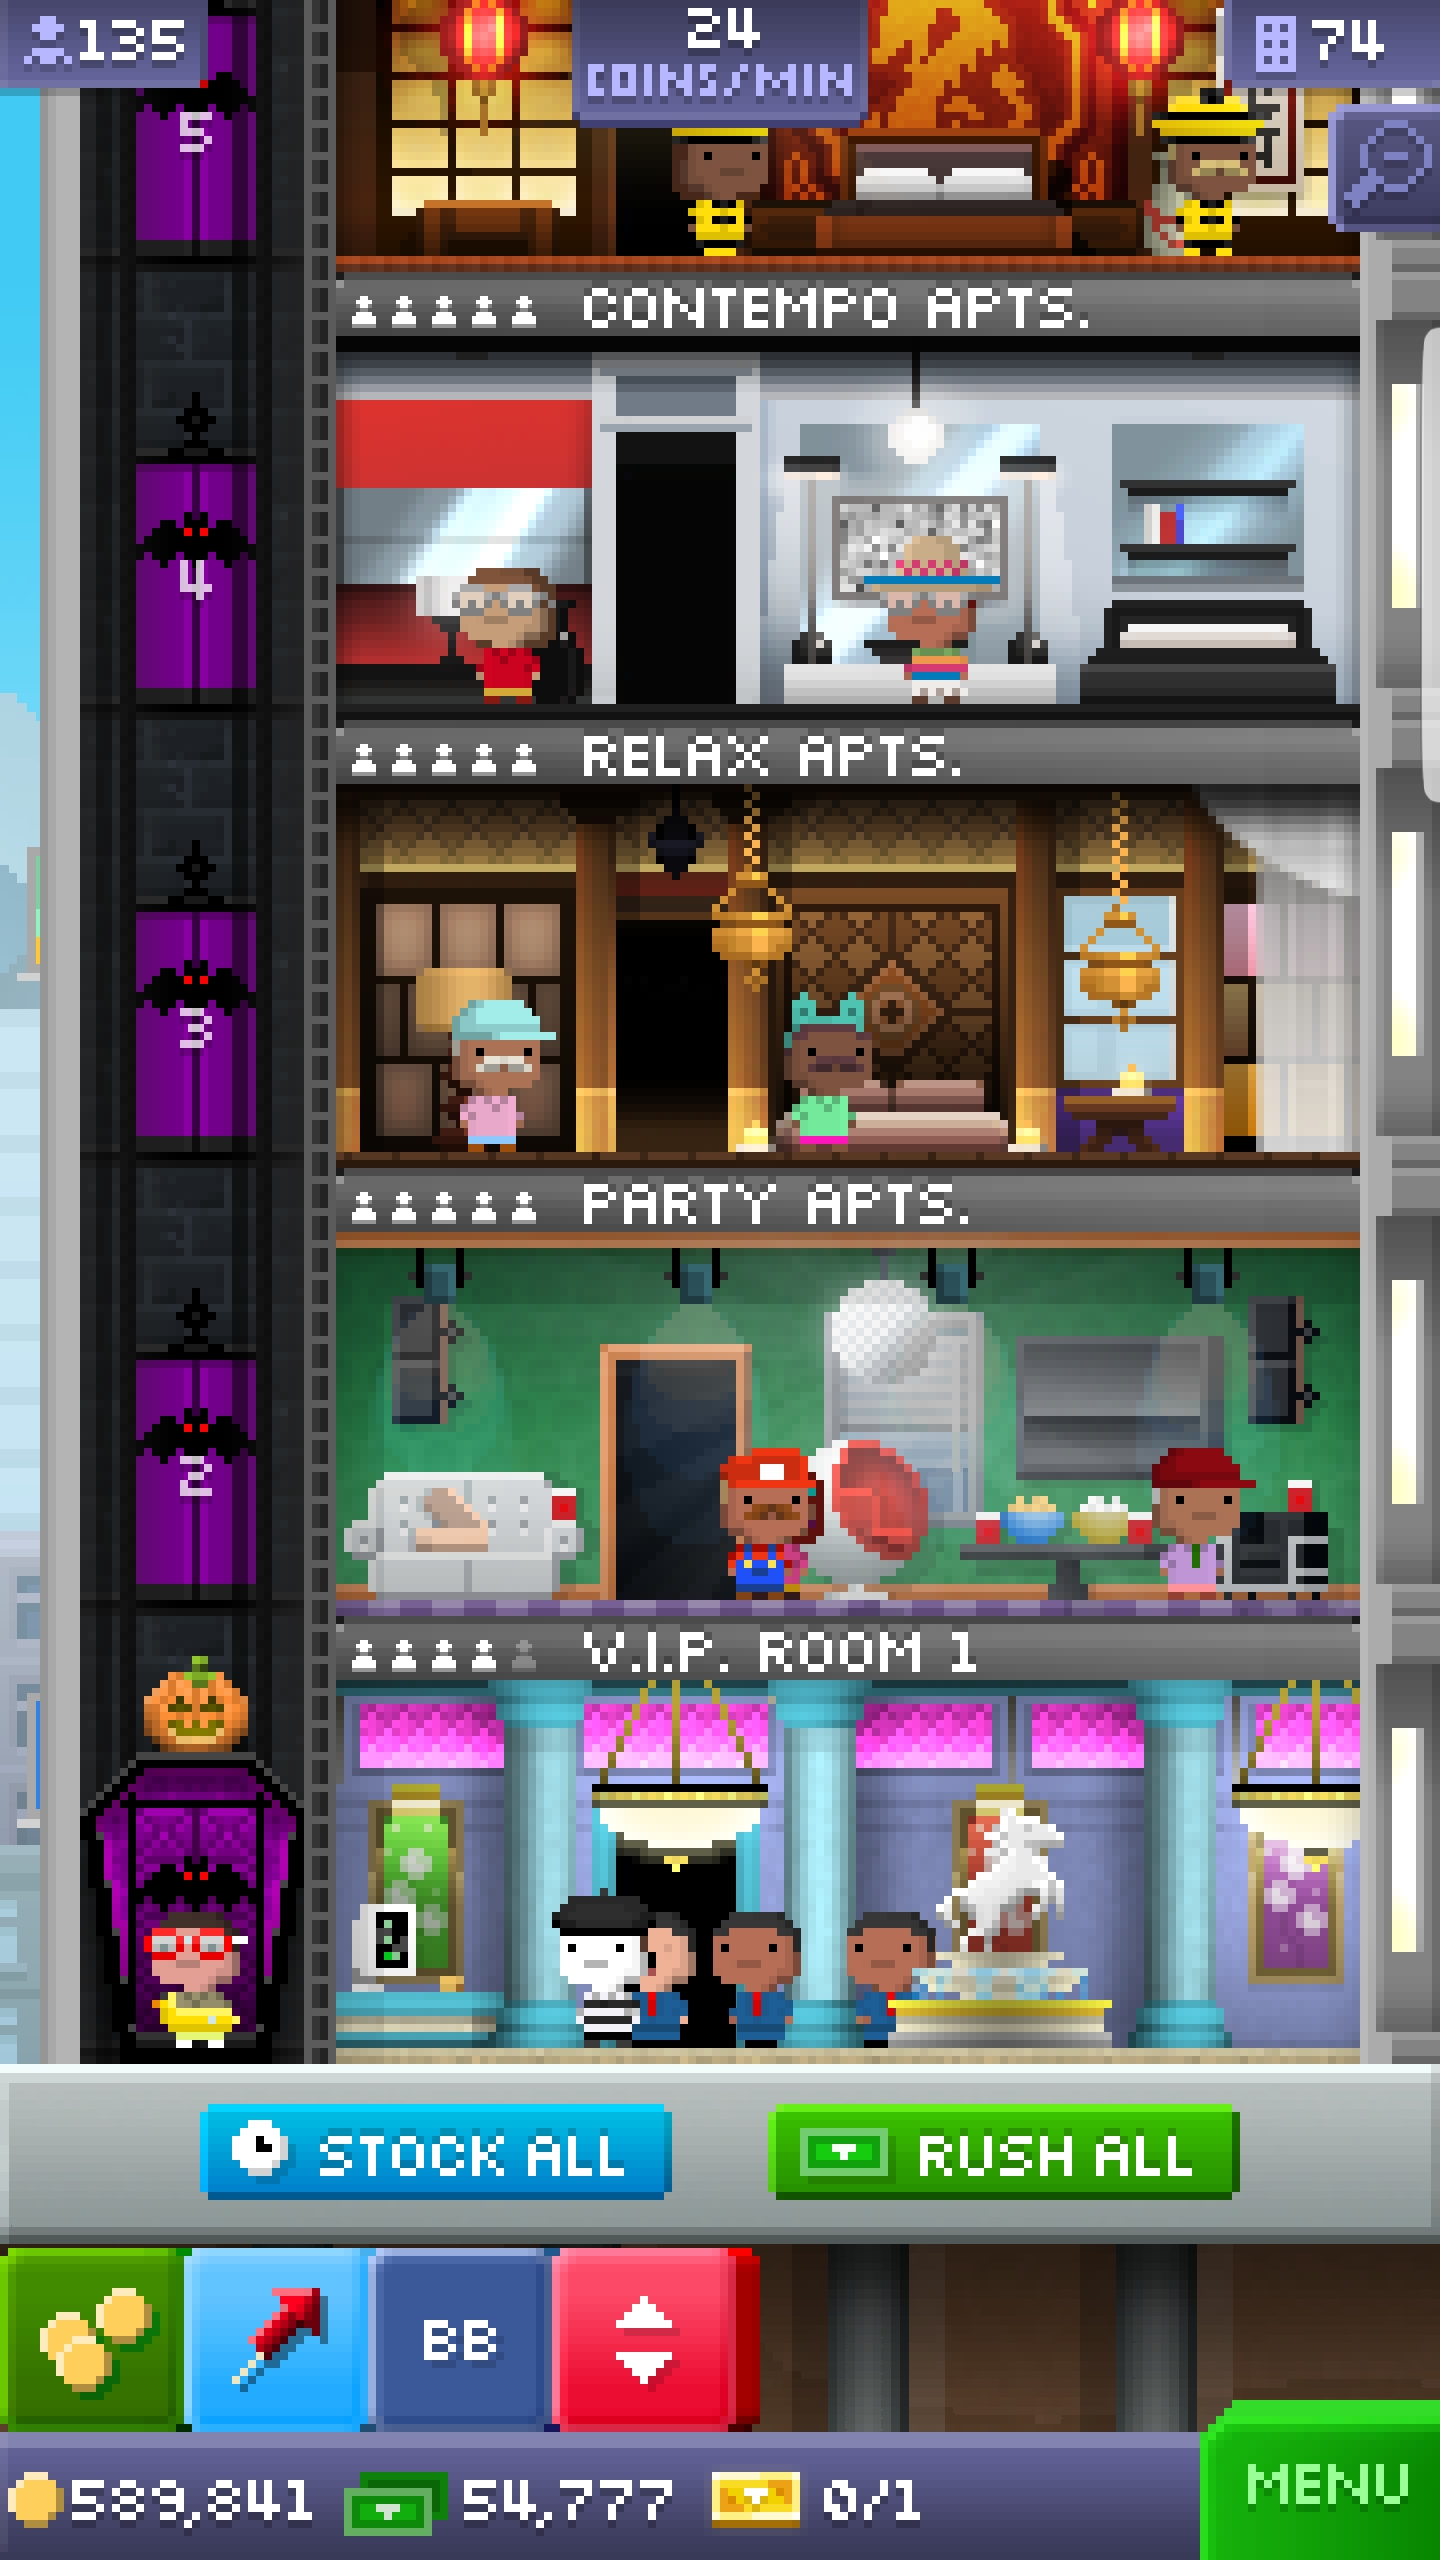 135
24
COINS/MIN
74
5
CONTEMPO APTS.
4
RELAX APTS.
3
PARTY APTS.
2
V.I.P. ROOM 1
STOCK ALL
RUSH ALL
BB
589,841
54,777
0/1
MENU